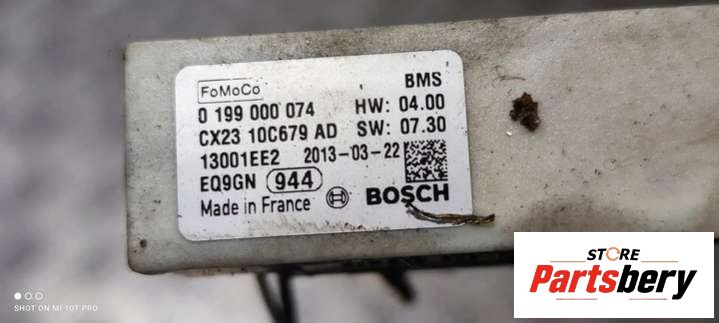 FoMoCo BMS
0 199 000 074 HW: 04.00
CX23 10C679 AD SW: 07.30
13001EE2 2013-03-22
EQ9GN 944
Made in France BOSCH
STORE
Partsbery
SHOT ON MI 10T PRO